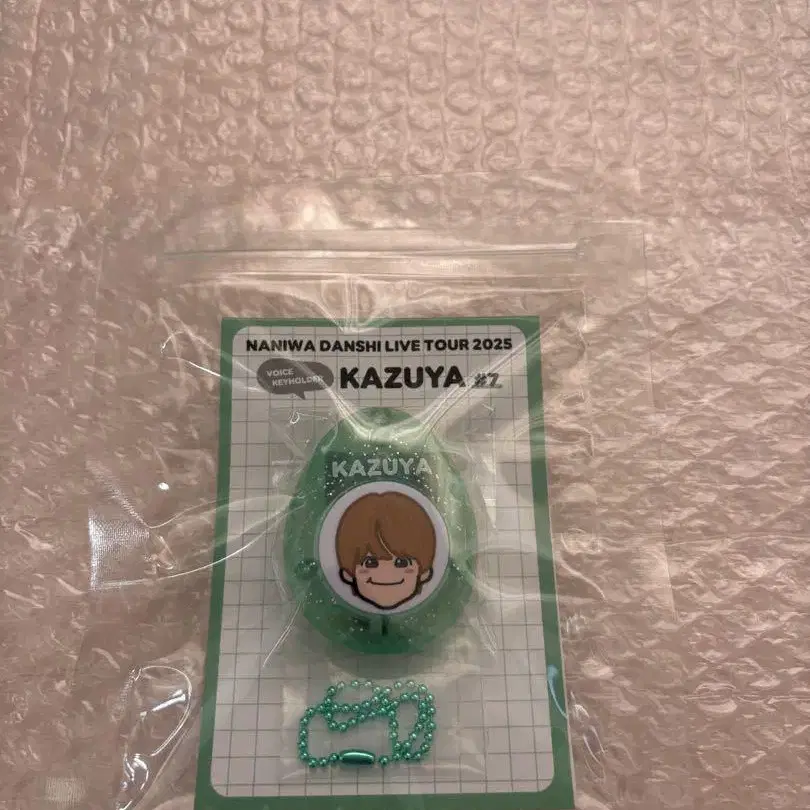 NANIWA DANSHI LIVE TOUR 2025
VOICE
KEYHOLDER
KAZUYA #7
KAZUYA